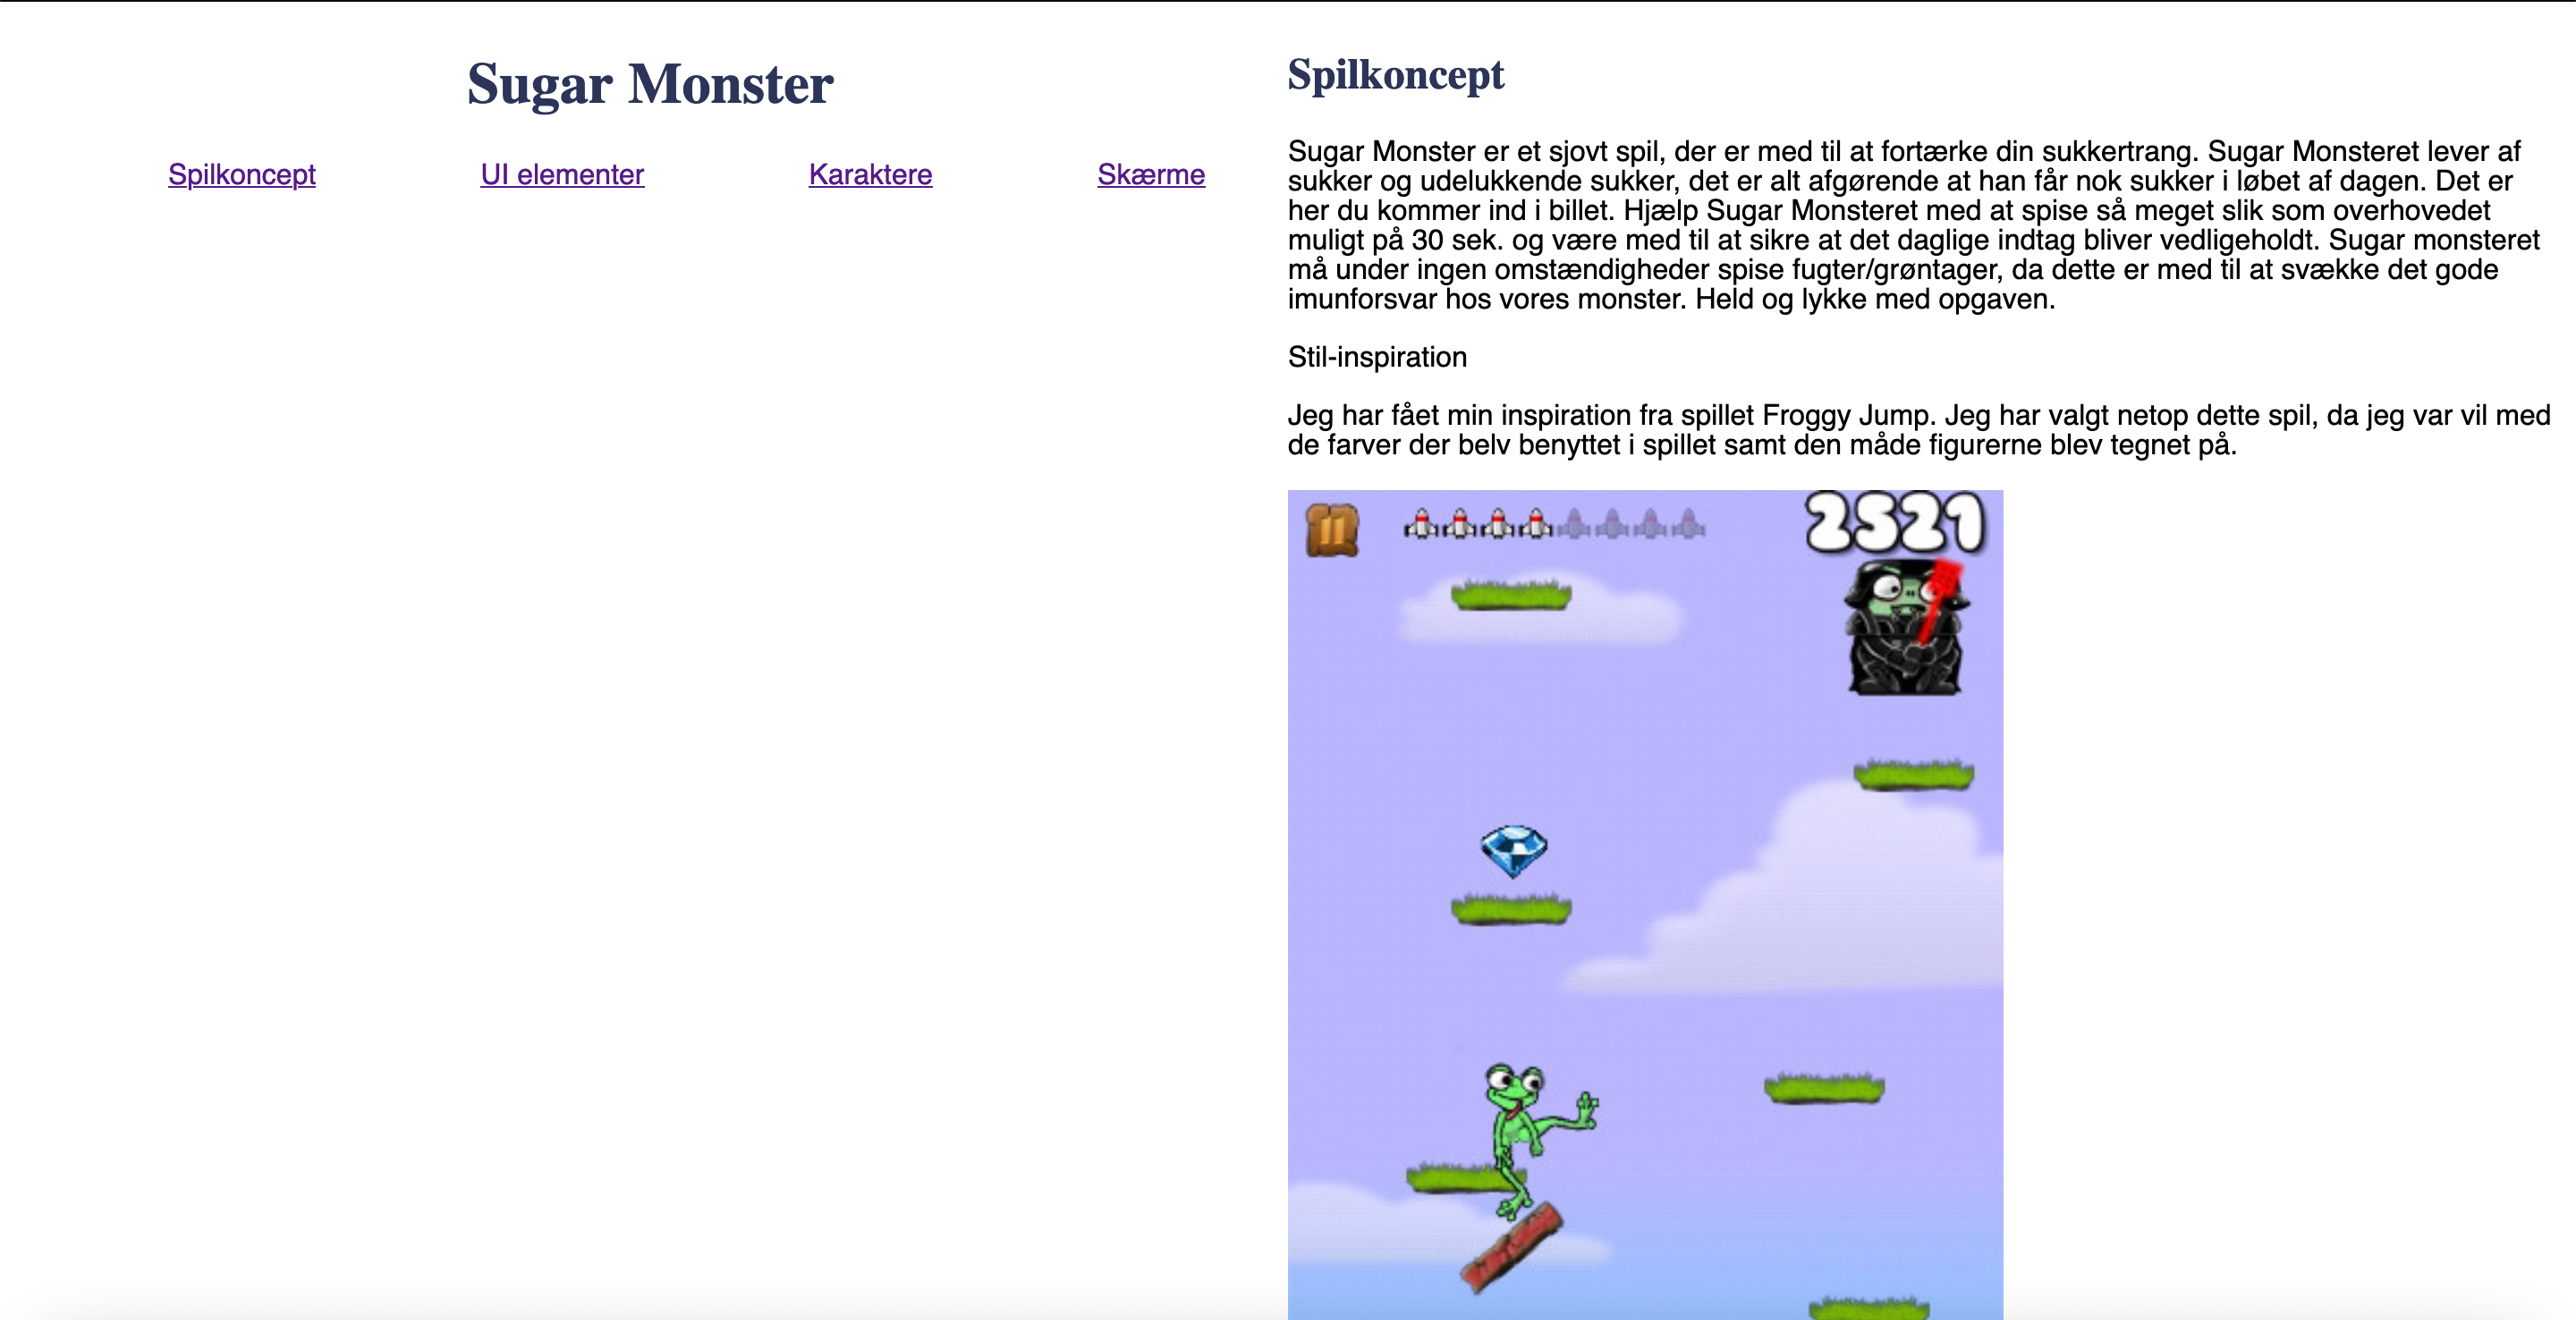 Sugar Monster
Spilkoncept UI elementer Karaktere Skærme
Spilkoncept
Sugar Monster er et sjovt spil, der er med til at fortærke din sukkertrang. Sugar Monsteret lever af
sukker og udelukkende sukker, det er alt afgørende at han får nok sukker i løbet af dagen. Det er
her du kommer ind i billet. Hjælp Sugar Monsteret med at spise så meget slik som overhovedet
muligt på 30 sek. og være med til at sikre at det daglige indtag bliver vedligeholdt. Sugar monsteret
må under ingen omstændigheder spise fugter/grøntager, da dette er med til at svække det gode
imunforsvar hos vores monster. Held og lykke med opgaven.
Stil-inspiration
Jeg har fået min inspiration fra spillet Froggy Jump. Jeg har valgt netop dette spil, da jeg var vil med
de farver der belv benyttet i spillet samt den måde figurerne blev tegnet på.
2521